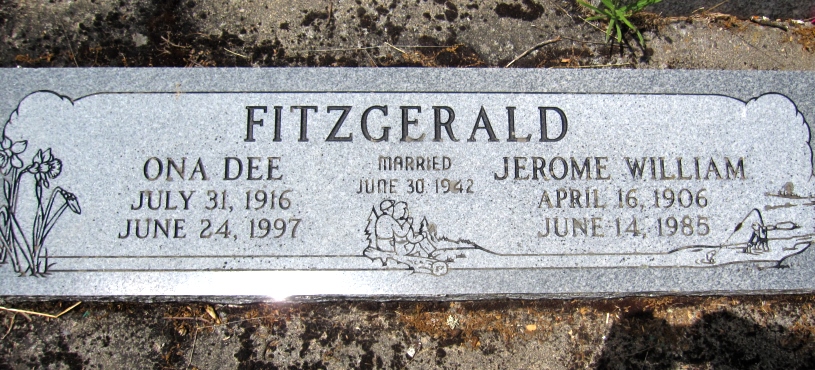 FITZGERALD
ONA DEE
JULY 31, 1916
JUNE 24, 1997
MARRIED
JUNE 30 1942
JEROME WILLIAM
APRIL 16, 1906
JUNE 14, 1985